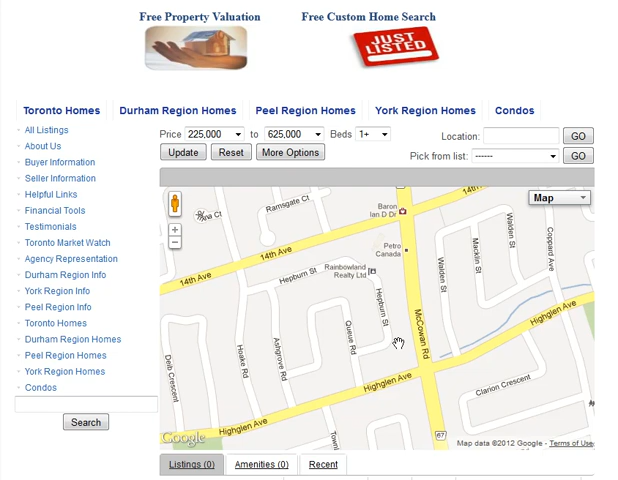 Free Property Valuation
Free Custom Home Search
JUST
LISTED
Toronto Homes
Durham Region Homes
Peel Region Homes
York Region Homes
Condos
All Listings
About Us
Buyer Information
Seller Information
Helpful Links
Financial Tools
Testimonials
Toronto Market Watch
Agency Representation
Durham Region Info
York Region Info
Peel Region Info
Toronto Homes
Durham Region Homes
Peel Region Homes
York Region Homes
Condos
Search
Price 225,000 to 625,000 Beds 1+
Location: GO
Update Reset More Options
Pick from list: ------ GO
Map
Ramsgate Ct
14th Ave
14th Ave
Baron
Ian D Dr
Petro
Canada
Rainbowland
Realty Ltd
Hepburn St
Hepburn St
Walden St
Macklin St
Walden St
Coppard Ave
McCowan Rd
Queue Rd
Ashgrove Rd
Hoake Rd
Deib Crescent
Highglen Ave
Highglen Ave
Highglen Ave
Clarion Crescent
67
Google
Map data ©2012 Google - Terms of Use
Listings (0)
Amenities (0)
Recent